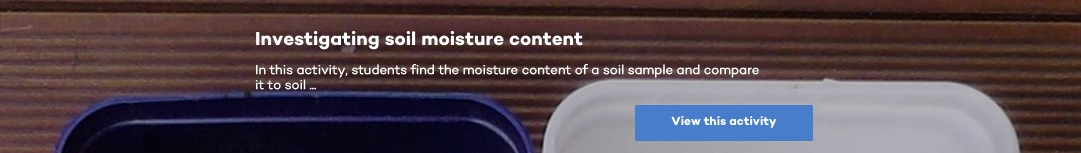 Investigating soil moisture content
In this activity, students find the moisture content of a soil sample and compare
it to soil ...
View this activity